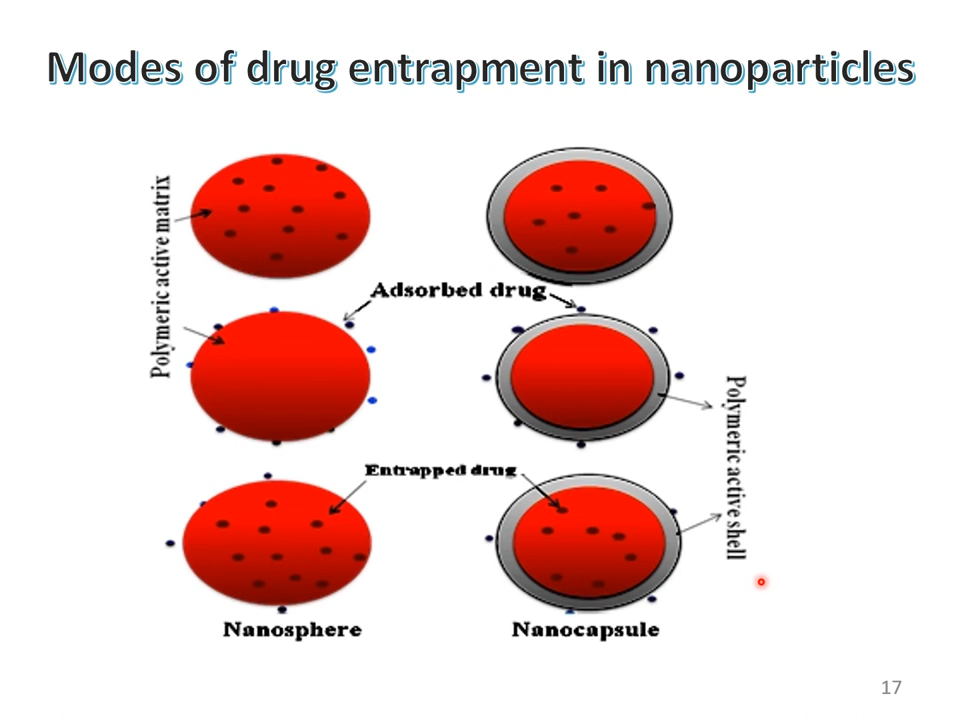 Modes of drug entrapment in nanoparticles
Polymeric active matrix
Adsorbed drug
Polymeric active shell
Entrapped drug
Nanosphere
Nanocapsule
17